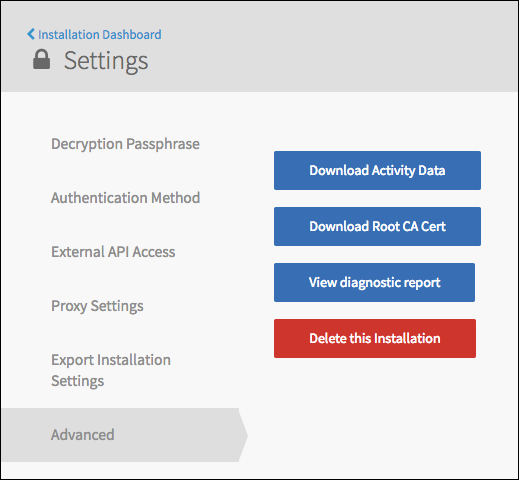 Installation Dashboard
Settings
Decryption Passphrase
Authentication Method
External API Access
Proxy Settings
Export Installation
Settings
Advanced
Download Activity Data
Download Root CA Cert
View diagnostic report
Delete this Installation